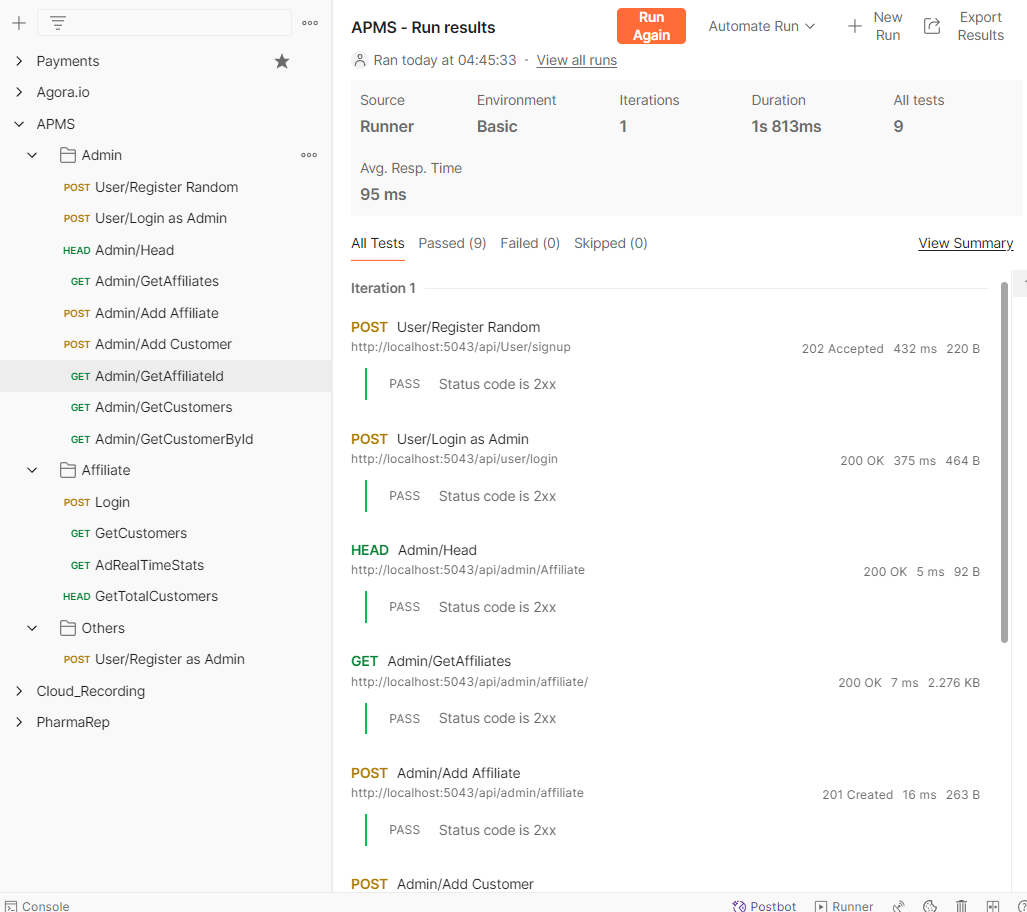 Payments
Agora.io
APMS
Admin
POST User/Register Random
POST User/Login as Admin
HEAD Admin/Head
GET Admin/GetAffiliates
POST Admin/Add Affiliate
POST Admin/Add Customer
GET Admin/GetAffiliateId
GET Admin/GetCustomers
GET Admin/GetCustomerById
Affiliate
POST Login
GET GetCustomers
GET AdRealTimeStats
HEAD GetTotalCustomers
Others
POST User/Register as Admin
Cloud_Recording
PharmaRep
APMS - Run results
Run Again
Automate Run
New Run
Export Results
Ran today at 04:45:33 · View all runs
Source Environment Iterations Duration All tests
Runner Basic 1 1s 813ms 9
Avg. Resp. Time
95 ms
All Tests Passed (9) Failed (0) Skipped (0) View Summary
Iteration 1
POST User/Register Random
http://localhost:5043/api/User/signup 202 Accepted 432 ms 220 B
PASS Status code is 2xx
POST User/Login as Admin
http://localhost:5043/api/user/login 200 OK 375 ms 464 B
PASS Status code is 2xx
HEAD Admin/Head
http://localhost:5043/api/admin/Affiliate 200 OK 5 ms 92 B
PASS Status code is 2xx
GET Admin/GetAffiliates
http://localhost:5043/api/admin/affiliate/ 200 OK 7 ms 2.276 KB
PASS Status code is 2xx
POST Admin/Add Affiliate
http://localhost:5043/api/admin/affiliate 201 Created 16 ms 263 B
PASS Status code is 2xx
POST Admin/Add Customer
Console Postbot Runner